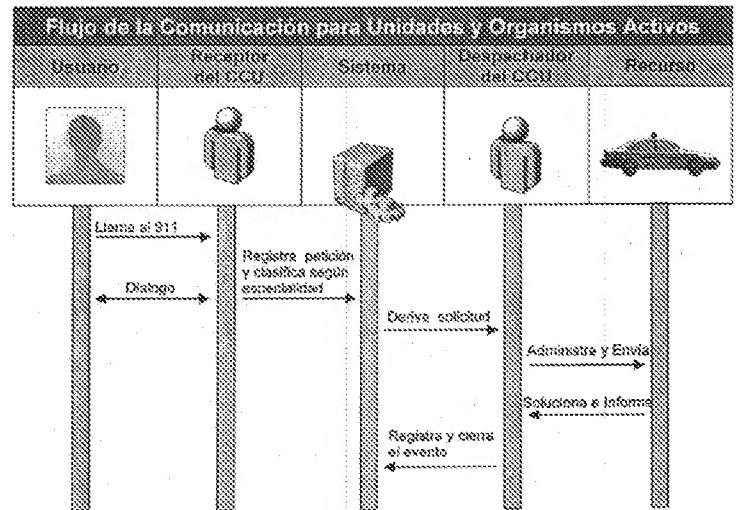 Flujo de la Comunicación para Unidades y Organismos Activos
Usuario
Receptor
del CCU
Sistema
Despachador
del CCU
Recurso
Llama al 911
Registra petición
y clasifica según
especialidad
Dialogo
Deriva solicitud
Administra y Envía
Soluciona e Informa
Registra y cierra
el evento